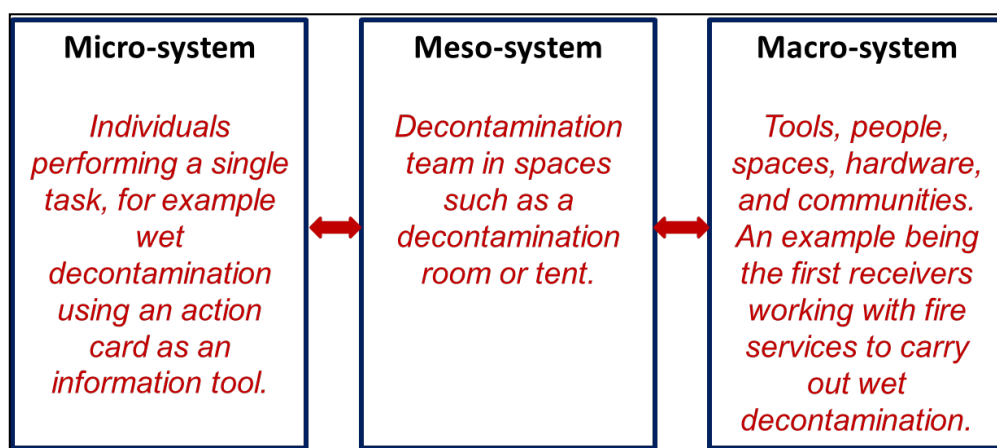 Micro-system
Individuals
performing a single
task, for example
wet
decontamination
using an action
card as an
information tool.
Meso-system
Decontamination
team in spaces
such as a
decontamination
room or tent.
Macro-system
Tools, people,
spaces, hardware,
and communities.
An example being
the first receivers
working with fire
services to carry
out wet
decontamination.